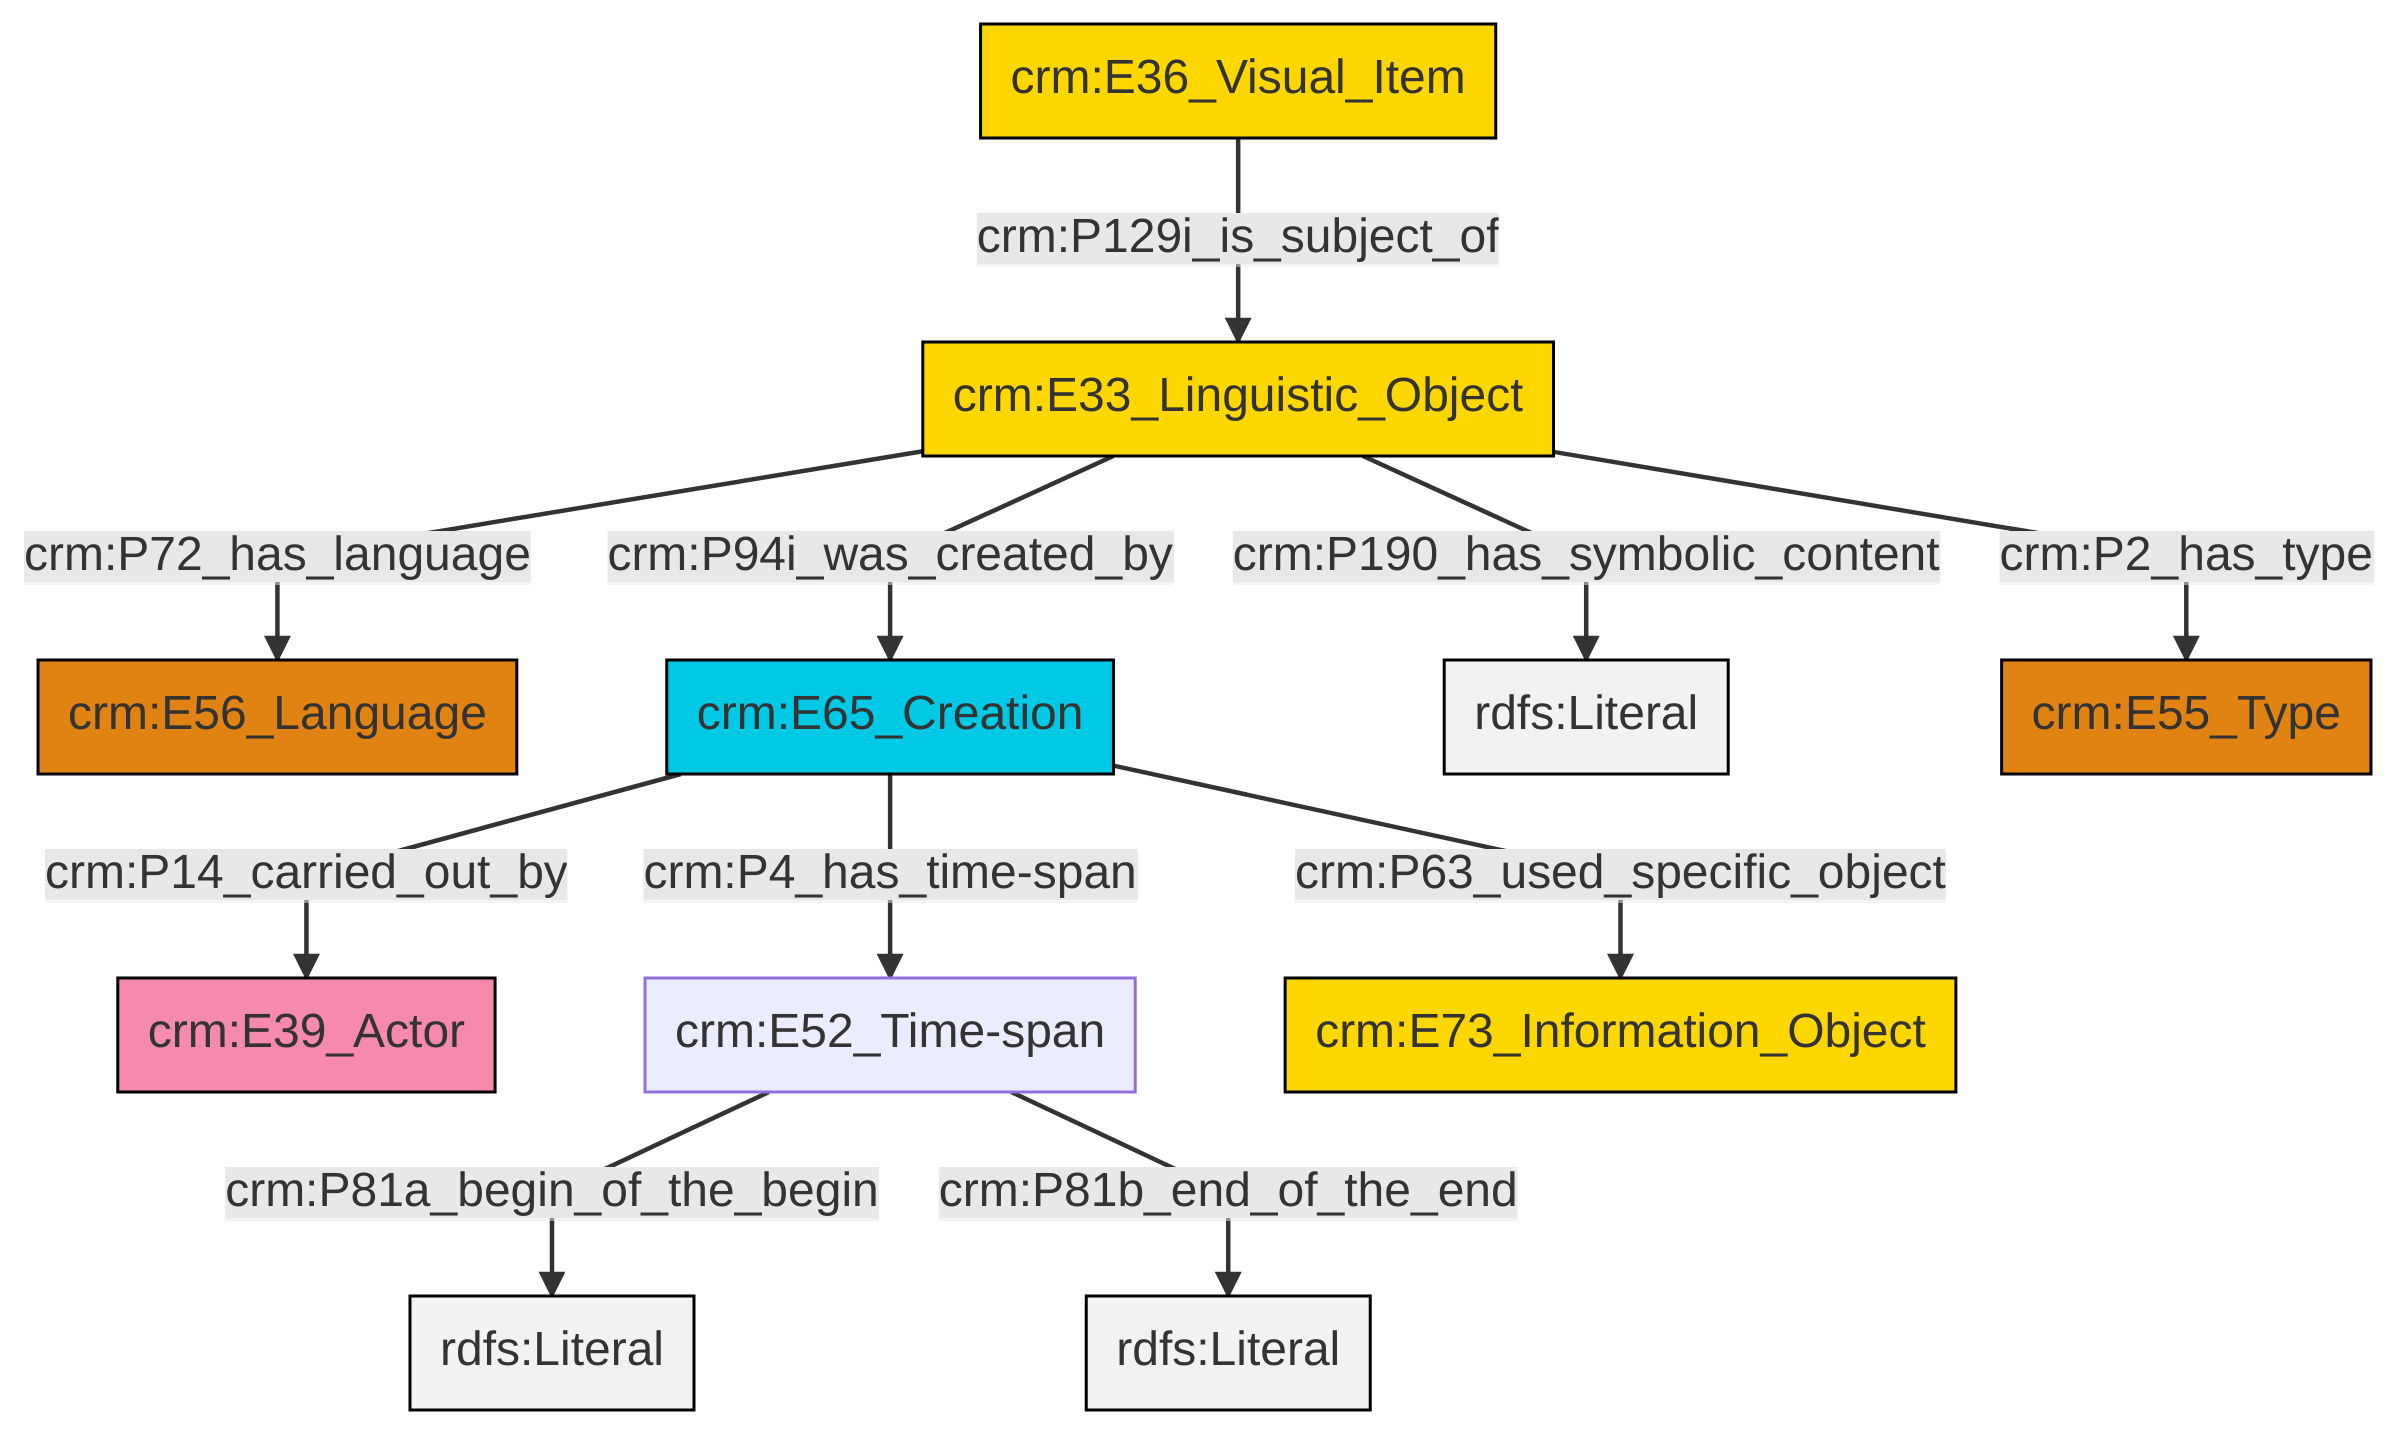 crm:E36_Visual_Item
crm:P129i_is_subject_of
crm:E33_Linguistic_Object
crm:P72_has_language
crm:P94i_was_created_by
crm:P190_has_symbolic_content
crm:P2_has_type
crm:E56_Language
crm:E65_Creation
rdfs:Literal
crm:E55_Type
crm:P14_carried_out_by
crm:P4_has_time-span
crm:P63_used_specific_object
crm:E39_Actor
crm:E52_Time-span
crm:E73_Information_Object
crm:P81a_begin_of_the_begin
crm:P81b_end_of_the_end
rdfs:Literal
rdfs:Literal